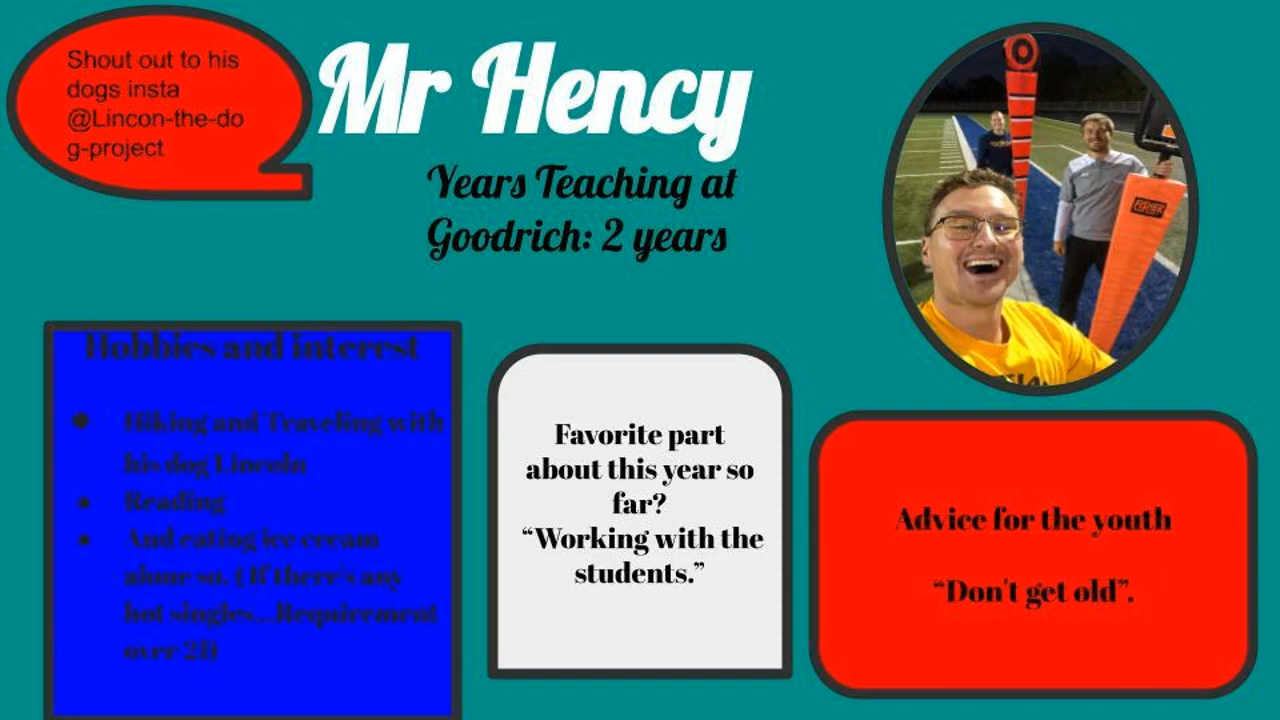 Shout out to his
dogs insta
@Lincon-the-do
g-project
Mr Hency
Years Teaching at
Goodrich: 2 years
FISHER
Hobbies and interest
● Hiking and Traveling with
his dog Lincoln
● Reading
● And eating ice cream
alone so. ( If there's any
hot singles...Requirement
over 21)
Favorite part
about this year so
far?
“Working with the
students.”
Advice for the youth
“Don't get old”.